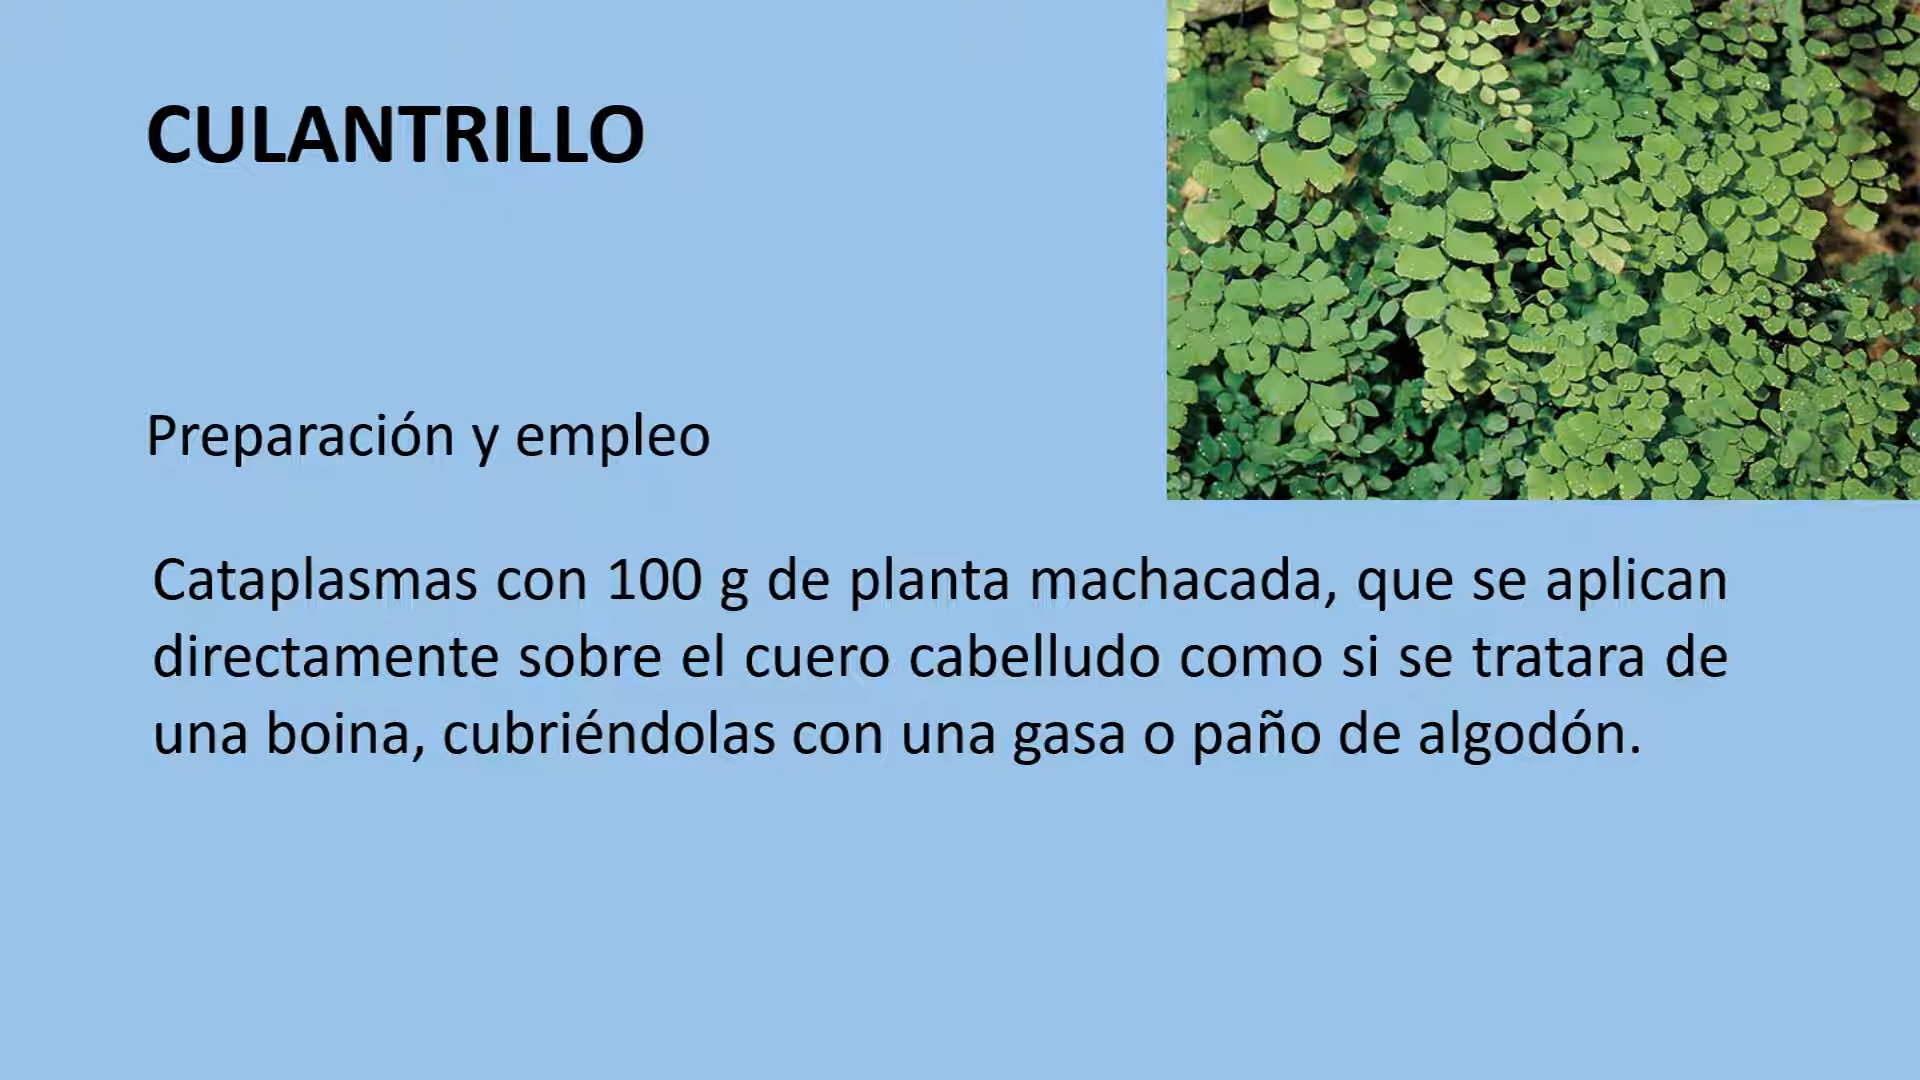 CULANTRILLO
Preparación y empleo
Cataplasmas con 100 g de planta machacada, que se aplican
directamente sobre el cuero cabelludo como si se tratara de
una boina, cubriéndolas con una gasa o paño de algodón.